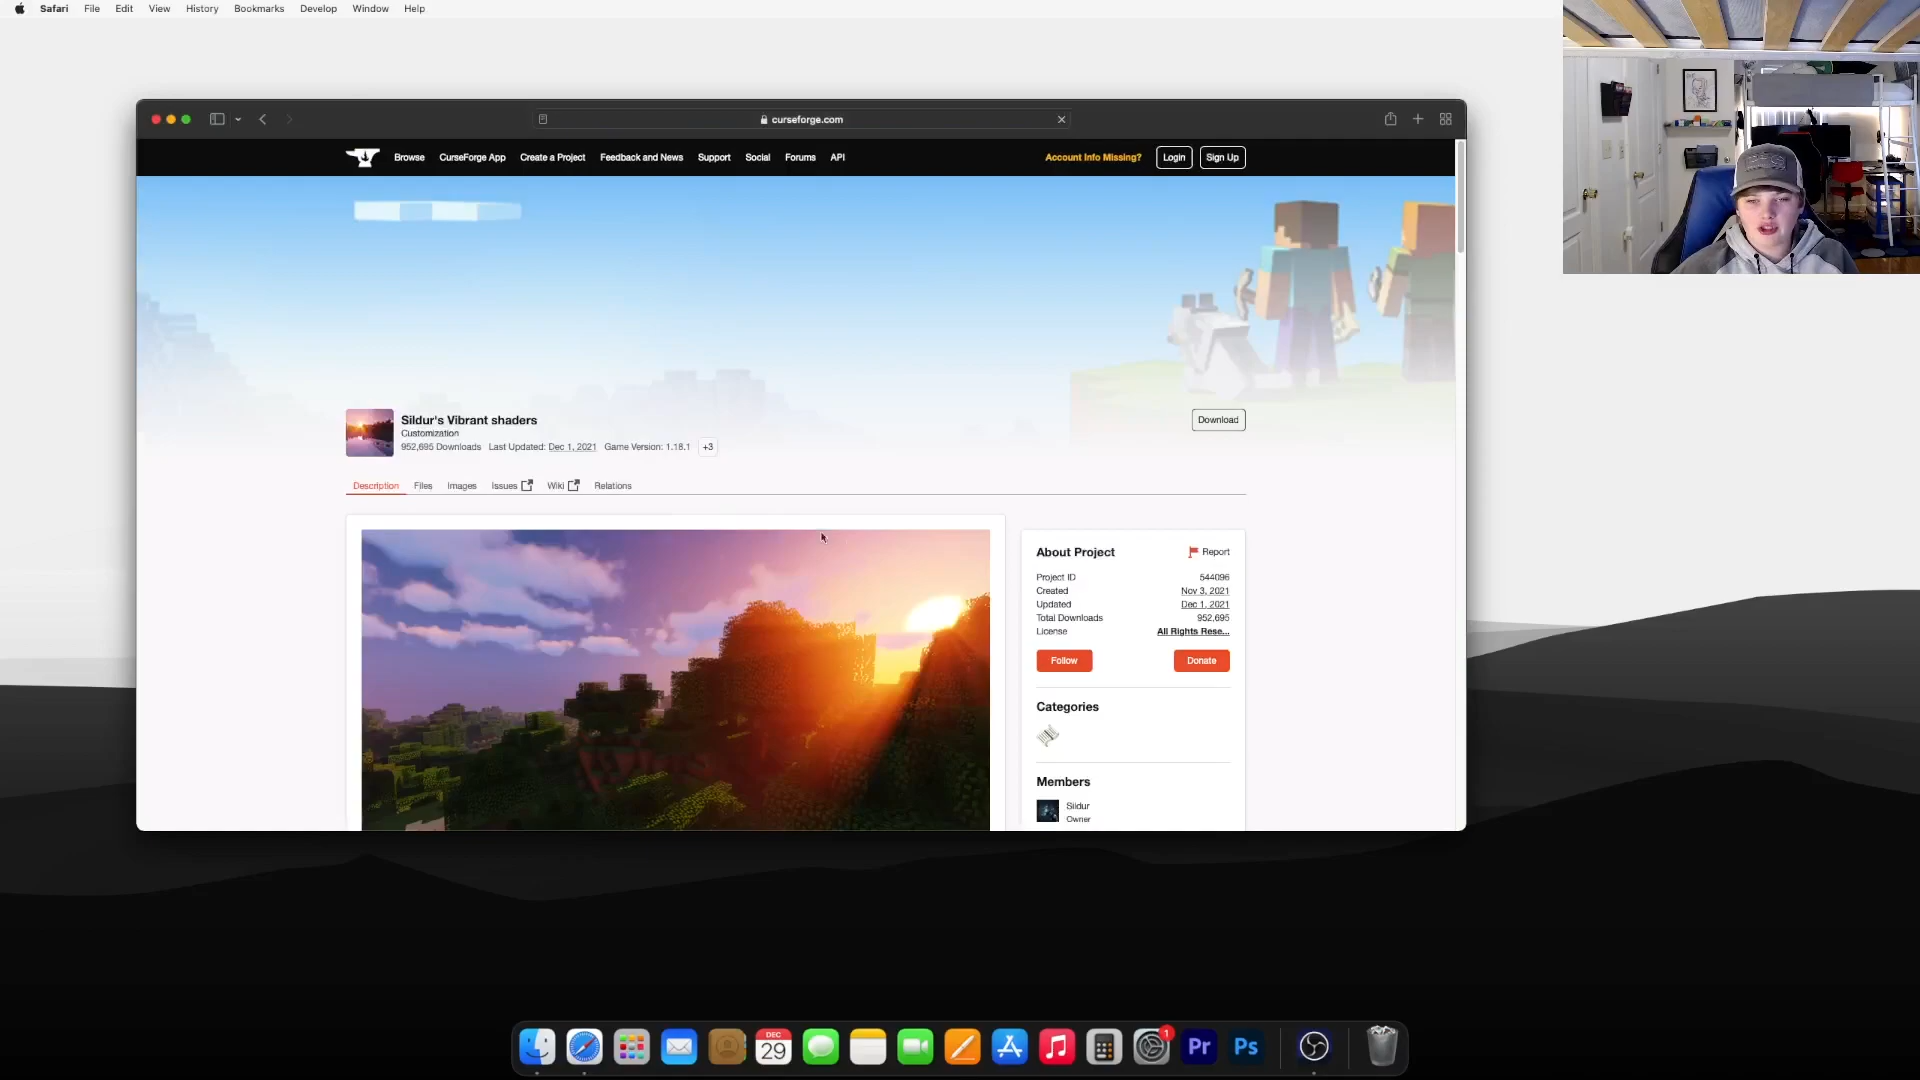 Safari File Edit View History Bookmarks Develop Window Help
curseforge.com
Browse CurseForge App Create a Project Feedback and News Support Social Forums API Account Info Missing? Login Sign Up
Sildur's Vibrant shaders
Customization
952,695 Downloads Last Updated: Dec 1, 2021 Game Version: 1.18.1 +3
Download
Description Files Images Issues Wiki Relations
About Project Report
Project ID 544096
Created Nov 3, 2021
Updated Dec 1, 2021
Total Downloads 952,695
License All Rights Rese...
Follow Donate
Categories
Members
Sildur
Owner
DEC
29
1
Pr
Ps